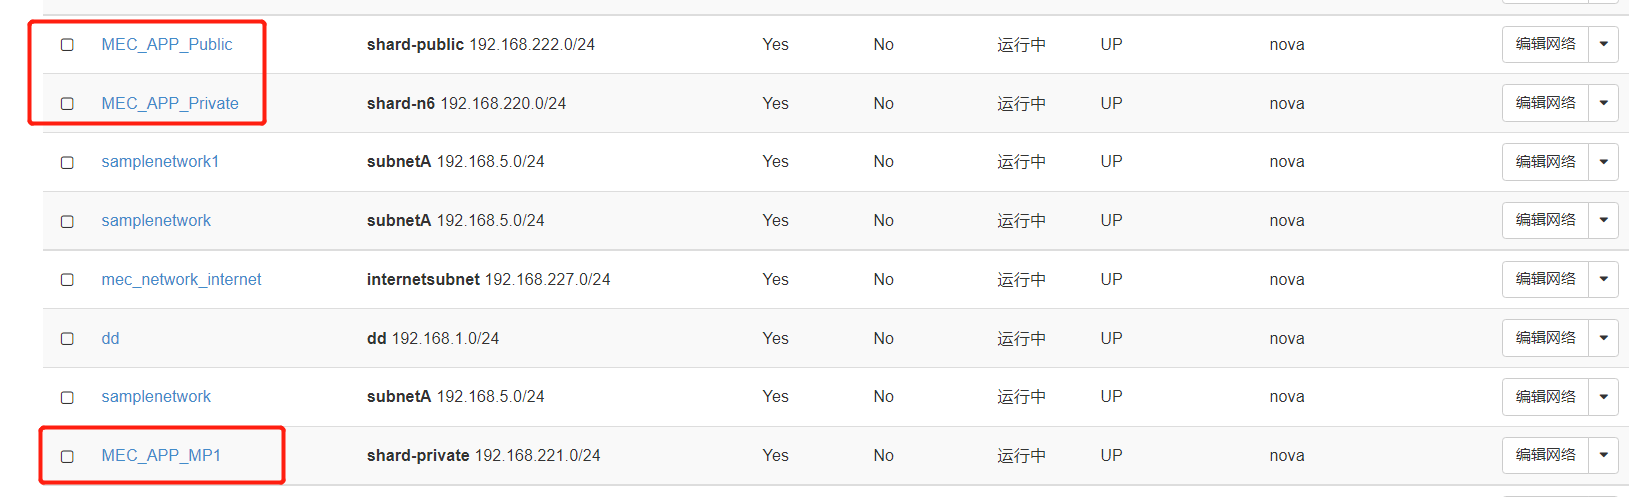 MEC_APP_Public shard-public 192.168.222.0/24 Yes No 运行中 UP nova 编辑网络
MEC_APP_Private shard-n6 192.168.220.0/24 Yes No 运行中 UP nova 编辑网络
samplenetwork1 subnetA 192.168.5.0/24 Yes No 运行中 UP nova 编辑网络
samplenetwork subnetA 192.168.5.0/24 Yes No 运行中 UP nova 编辑网络
mec_network_internet internetsubnet 192.168.227.0/24 Yes No 运行中 UP nova 编辑网络
dd dd 192.168.1.0/24 Yes No 运行中 UP nova 编辑网络
samplenetwork subnetA 192.168.5.0/24 Yes No 运行中 UP nova 编辑网络
MEC_APP_MP1 shard-private 192.168.221.0/24 Yes No 运行中 UP nova 编辑网络